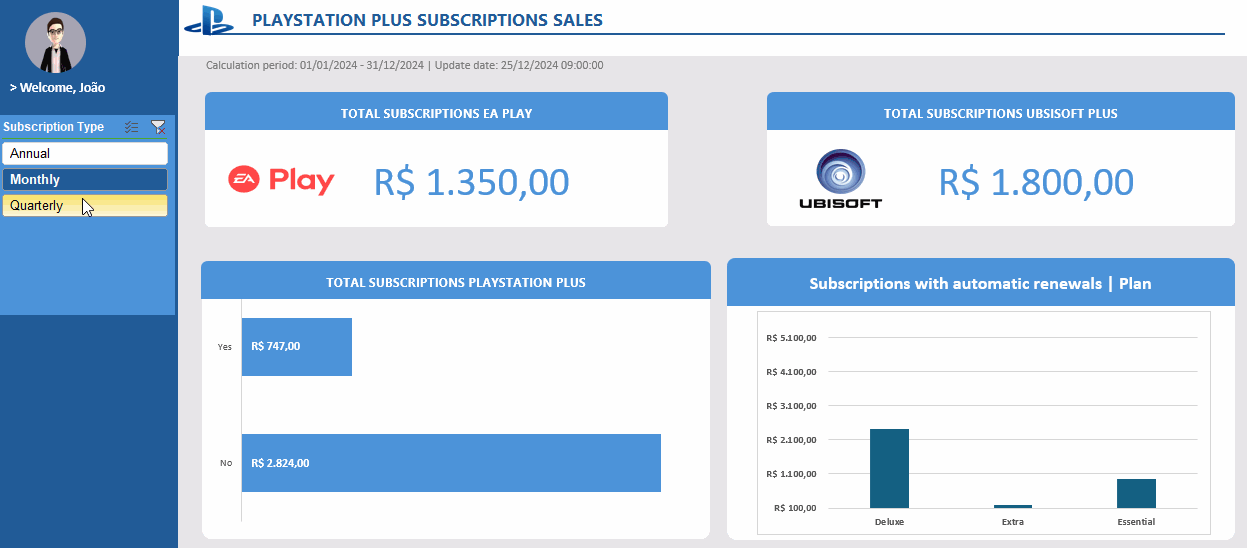 PLAYSTATION PLUS SUBSCRIPTIONS SALES
Calculation period: 01/01/2024 - 31/12/2024 | Update date: 25/12/2024 09:00:00
> Welcome, João
Subscription Type
Annual
Monthly
Quarterly
TOTAL SUBSCRIPTIONS EA PLAY
EA Play
R$ 1.350,00
TOTAL SUBSCRIPTIONS UBSISOFT PLUS
UBISOFT
R$ 1.800,00
TOTAL SUBSCRIPTIONS PLAYSTATION PLUS
Yes
R$ 747,00
No
R$ 2.824,00
Subscriptions with automatic renewals | Plan
R$ 5.100,00
R$ 4.100,00
R$ 3.100,00
R$ 2.100,00
R$ 1.100,00
R$ 100,00
Deluxe
Extra
Essential